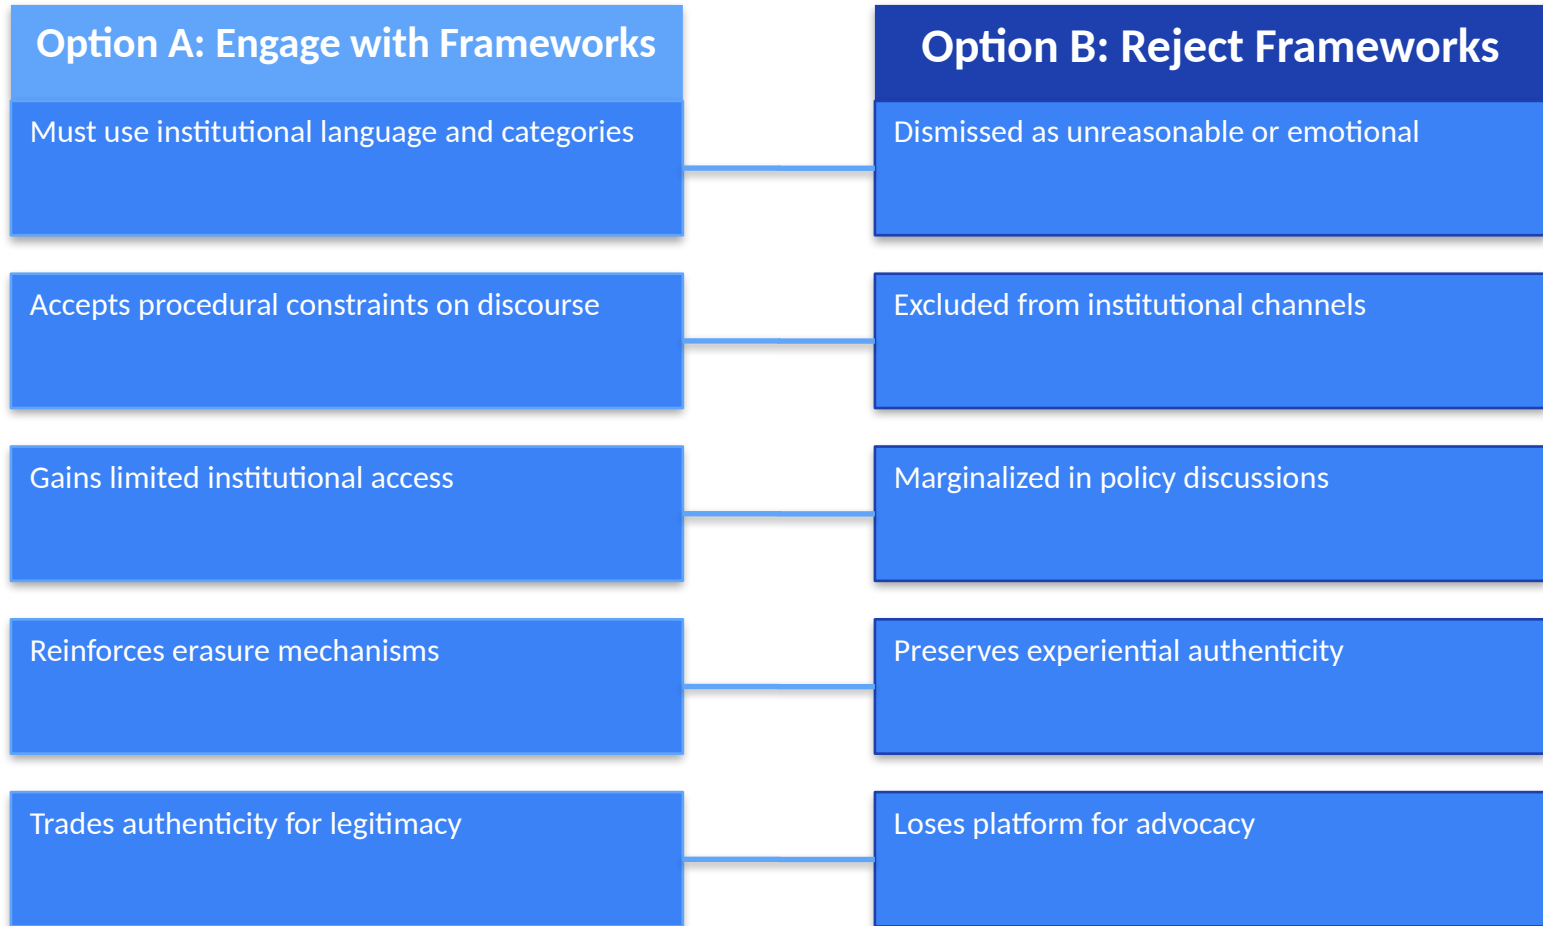 Option A: Engage with Frameworks
Option B: Reject Frameworks
Must use institutional language and categories
Dismissed as unreasonable or emotional
Accepts procedural constraints on discourse
Excluded from institutional channels
Gains limited institutional access
Marginalized in policy discussions
Reinforces erasure mechanisms
Preserves experiential authenticity
Trades authenticity for legitimacy
Loses platform for advocacy